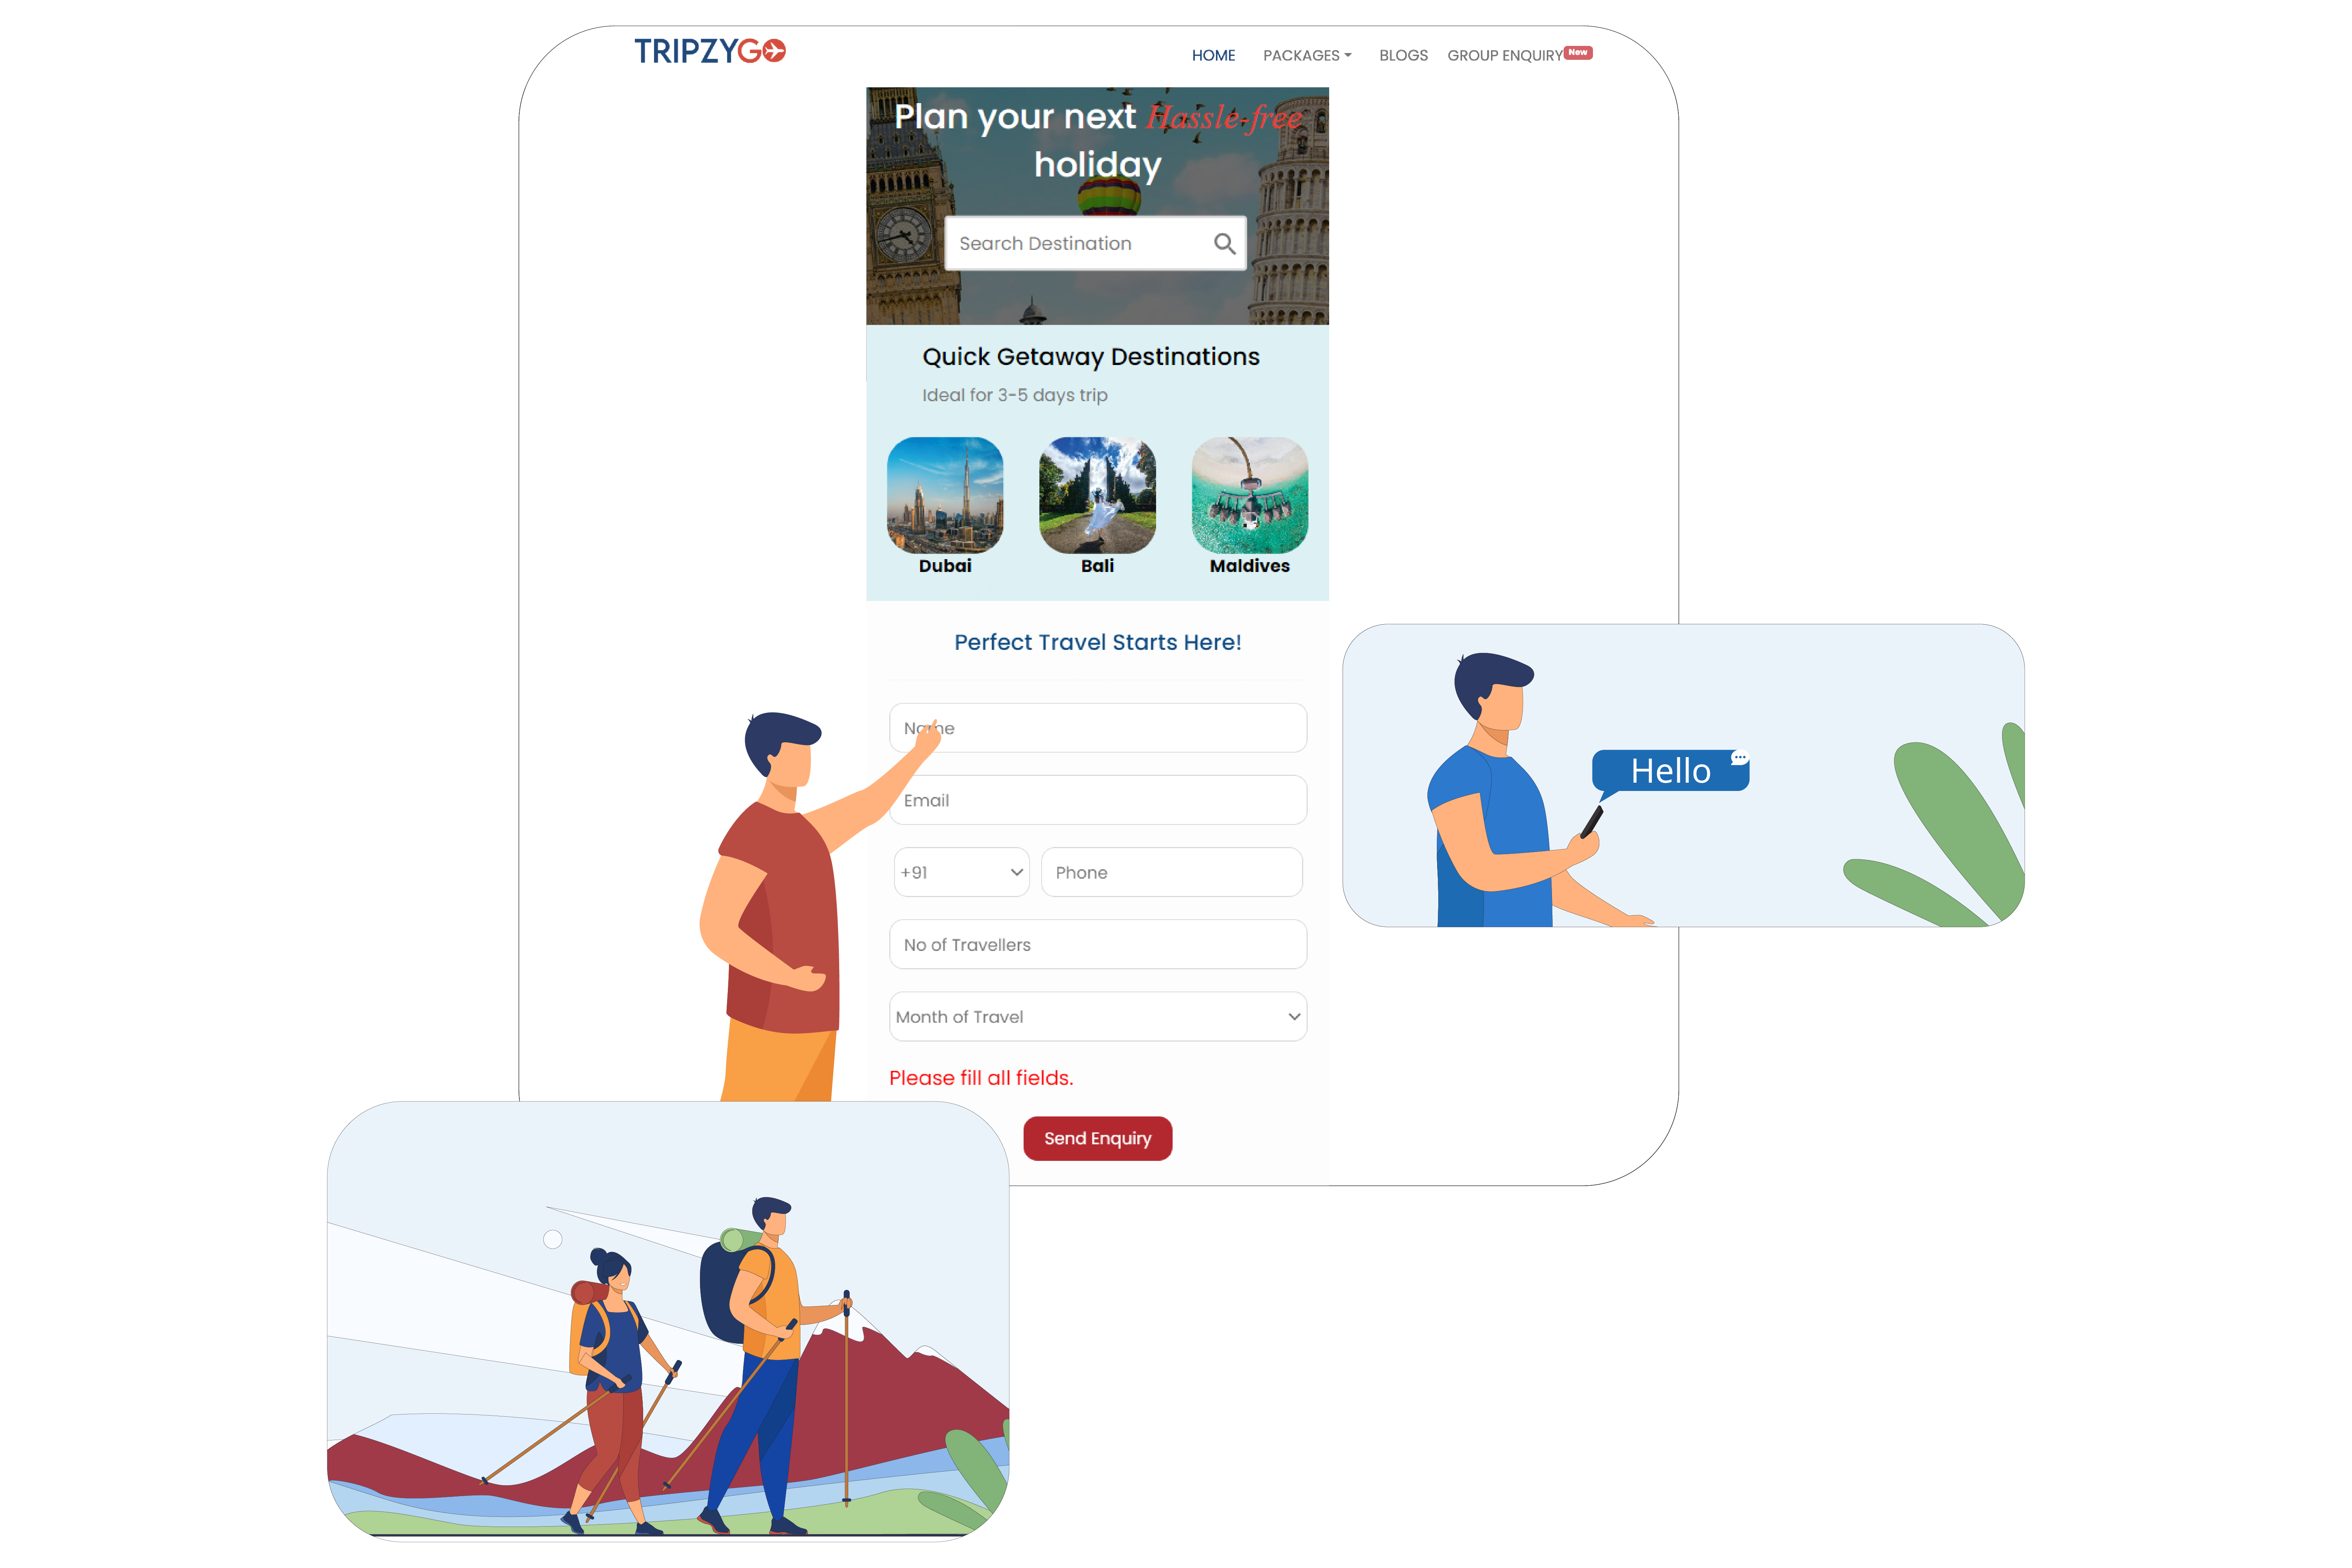 TRIPZYGO
HOME PACKAGES BLOGS GROUP ENQUIRY New
Plan your next Hassle-free
holiday
Search Destination
Quick Getaway Destinations
Ideal for 3-5 days trip
Dubai Bali Maldives
Perfect Travel Starts Here!
Name
Email
+91 Phone
No of Travellers
Month of Travel
Please fill all fields.
Send Enquiry
Hello